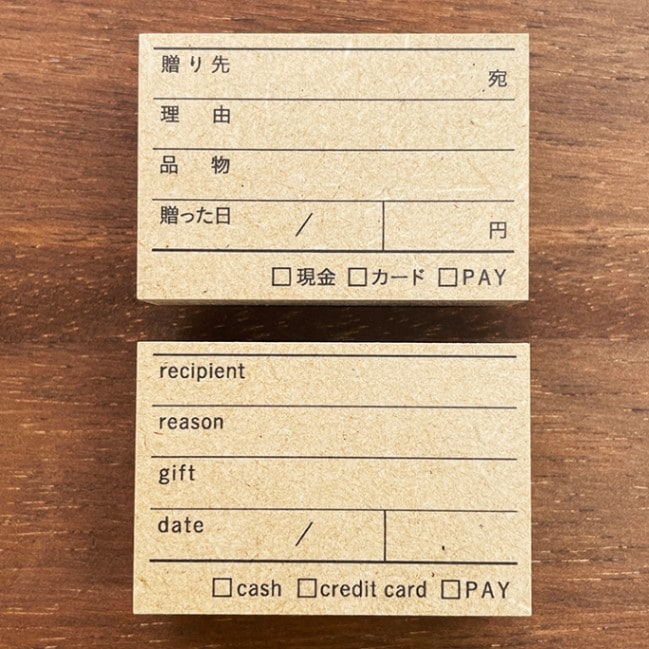 贈り先 宛
理由
品物
贈った日 / 円
□現金 □カード □PAY
recipient
reason
gift
date / .
□cash □credit card □PAY